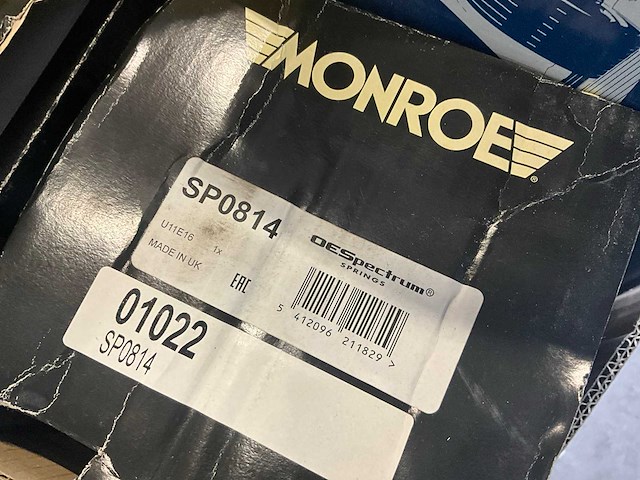 MONROE®
SP0814
U11E16 1x
MADE IN UK
EAC
OESpectrum®
SPRINGS
5 412096 211829 >
01022
SP0814